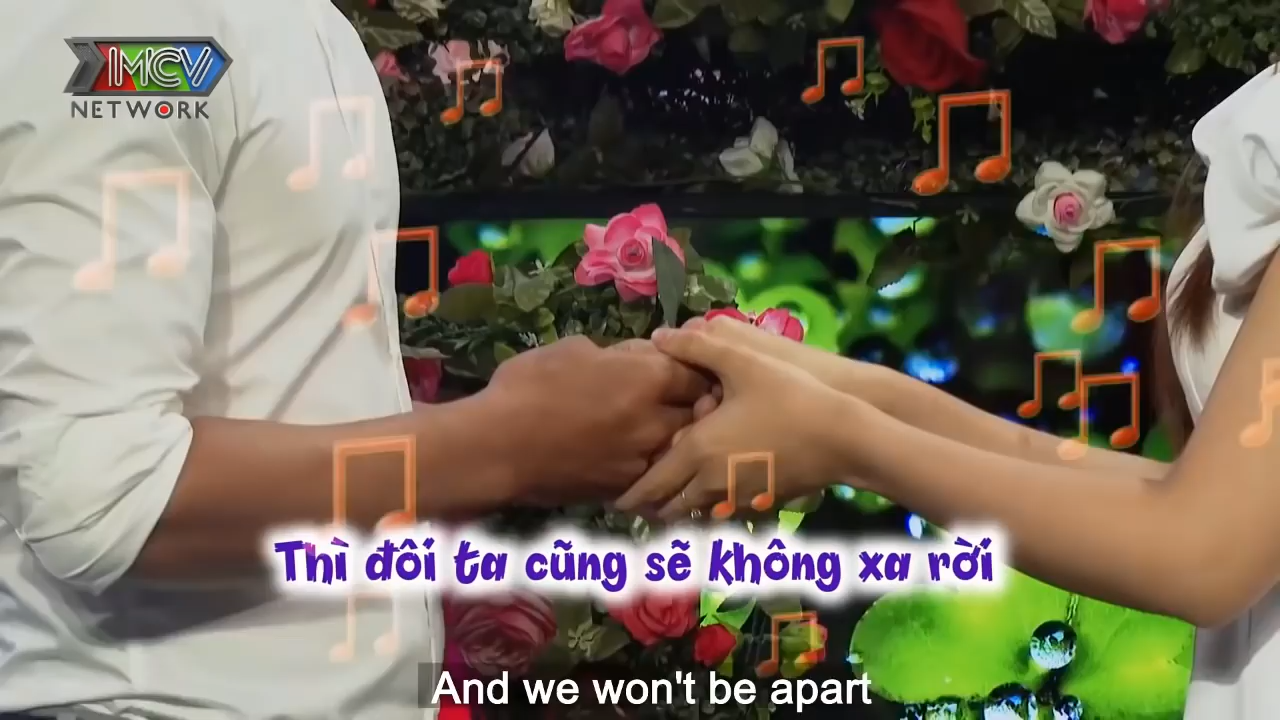 MCV
NETWORK
Thì đôi ta cũng sẽ không xa rời
And we won't be apart